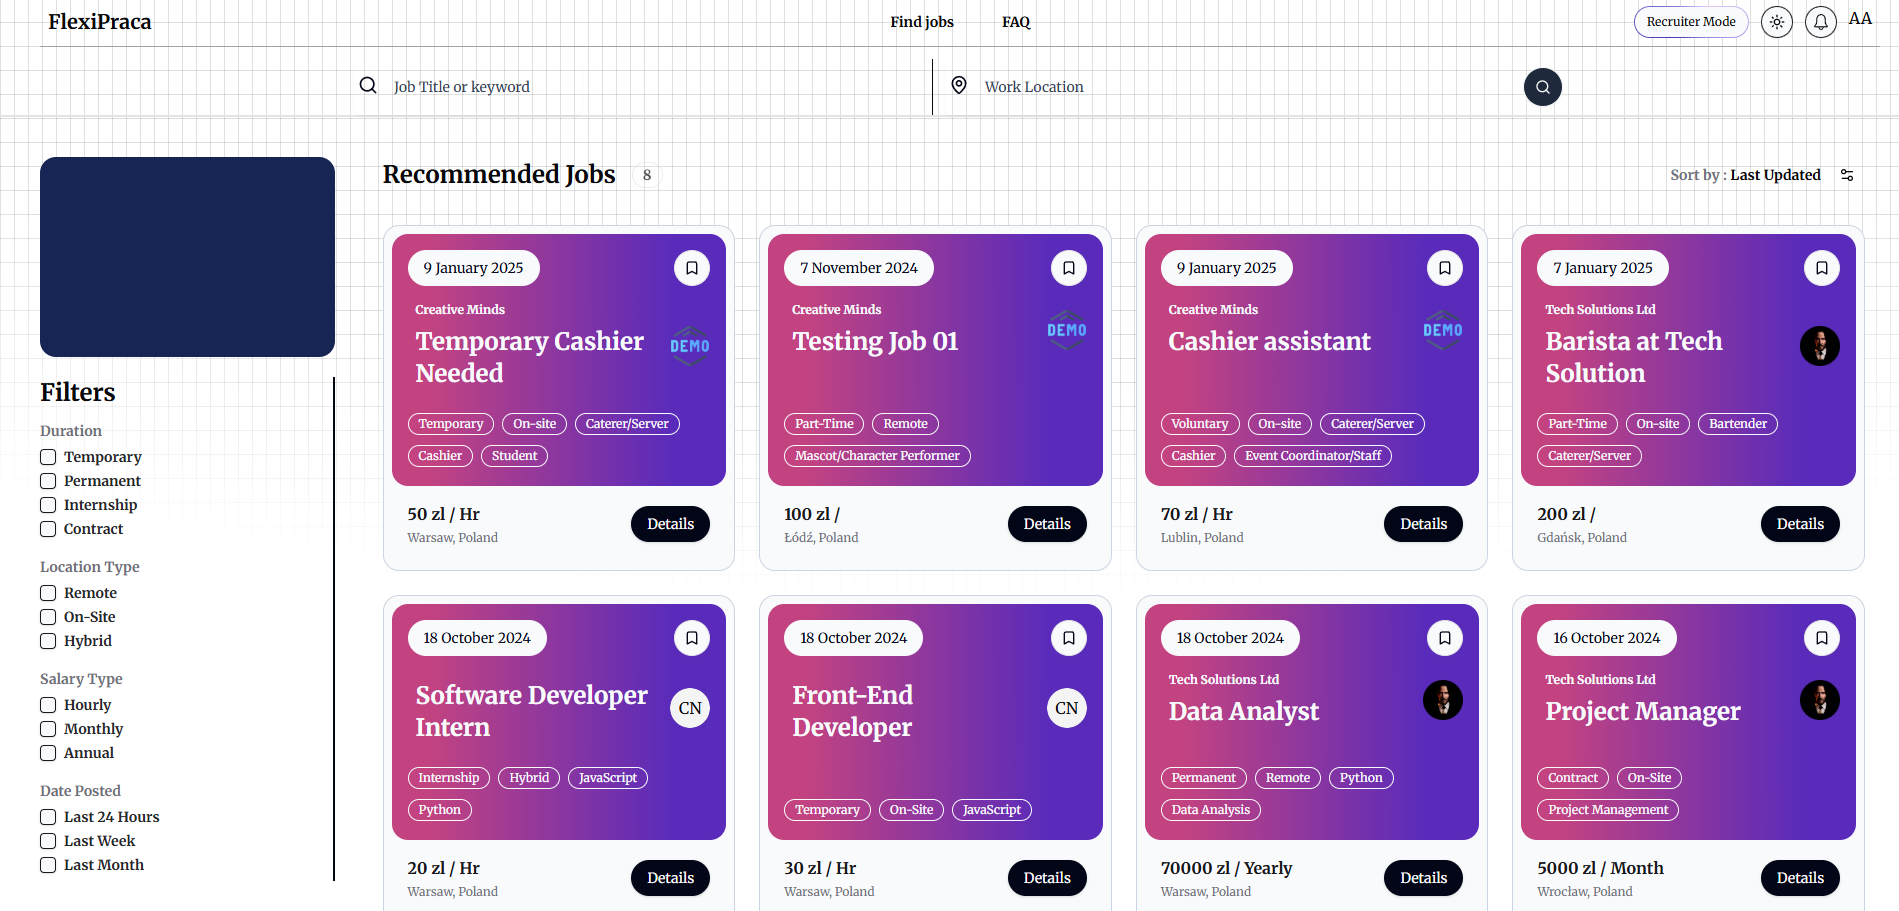 FlexiPraca
Find jobs
FAQ
Recruiter Mode
AA
Job Title or keyword
Work Location
Recommended Jobs 8
Sort by : Last Updated
Filters
Duration
Temporary
Permanent
Internship
Contract
Location Type
Remote
On-Site
Hybrid
Salary Type
Hourly
Monthly
Annual
Date Posted
Last 24 Hours
Last Week
Last Month
9 January 2025
Creative Minds
Temporary Cashier
Needed
DEMO
Temporary On-site Caterer/Server
Cashier Student
50 zl / Hr
Warsaw, Poland
Details
7 November 2024
Creative Minds
Testing Job 01
DEMO
Part-Time Remote
Mascot/Character Performer
100 zl /
Łódź, Poland
Details
9 January 2025
Creative Minds
Cashier assistant
DEMO
Voluntary On-site Caterer/Server
Cashier Event Coordinator/Staff
70 zl / Hr
Lublin, Poland
Details
7 January 2025
Tech Solutions Ltd
Barista at Tech
Solution
Part-Time On-site Bartender
Caterer/Server
200 zl /
Gdańsk, Poland
Details
18 October 2024
Software Developer
Intern
CN
Internship Hybrid JavaScript
Python
20 zl / Hr
Warsaw, Poland
Details
18 October 2024
Front-End
Developer
CN
Temporary On-Site JavaScript
30 zl / Hr
Warsaw, Poland
Details
18 October 2024
Tech Solutions Ltd
Data Analyst
Permanent Remote Python
Data Analysis
70000 zl / Yearly
Warsaw, Poland
Details
16 October 2024
Tech Solutions Ltd
Project Manager
Contract On-Site
Project Management
5000 zl / Month
Wrocław, Poland
Details